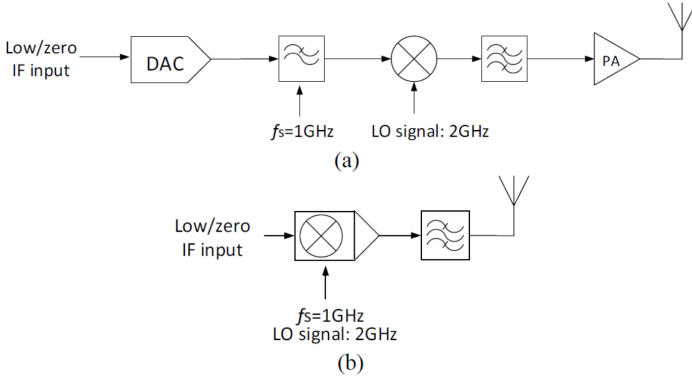 Low/zero
IF input
DAC
PA
fs=1GHz
LO signal: 2GHz
(a)
Low/zero
IF input
fs=1GHz
LO signal: 2GHz
(b)